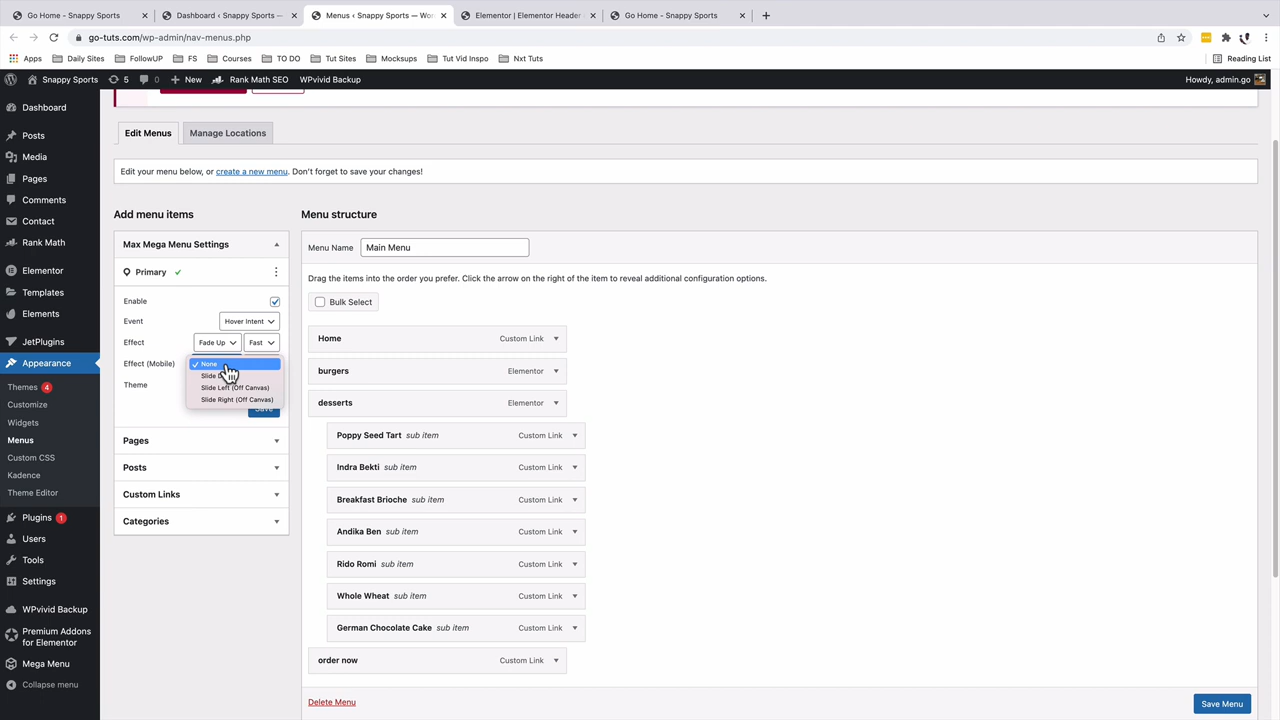 Go Home - Snappy Sports
Dashboard ‹ Snappy Sports —
Menus ‹ Snappy Sports — Wo
Elementor | Elementor Header
Go Home - Snappy Sports
go-tuts.com/wp-admin/nav-menus.php
Apps
Daily Sites
FollowUP
FS
Courses
TO DO
Tut Sites
Mocksups
Tut Vid Inspo
Nxt Tuts
Reading List
Snappy Sports
5
0
New
Rank Math SEO
WPvivid Backup
Howdy, admin.go
Dashboard
Posts
Media
Pages
Comments
Contact
Rank Math
Elementor
Templates
Elements
JetPlugins
Appearance
Themes 4
Customize
Widgets
Menus
Custom CSS
Kadence
Theme Editor
Plugins 1
Users
Tools
Settings
WPvivid Backup
Premium Addons
for Elementor
Mega Menu
Collapse menu
Edit Menus
Manage Locations
Edit your menu below, or create a new menu. Don't forget to save your changes!
Add menu items
Max Mega Menu Settings
Primary
Enable
Event
Hover Intent
Effect
Fade Up
Fast
Effect (Mobile)
None
Slide
Slide Left (Off Canvas)
Slide Right (Off Canvas)
Theme
Save
Pages
Posts
Custom Links
Categories
Menu structure
Menu Name
Main Menu
Drag the items into the order you prefer. Click the arrow on the right of the item to reveal additional configuration options.
Bulk Select
Home
Custom Link
burgers
Elementor
desserts
Elementor
Poppy Seed Tart sub item
Custom Link
Indra Bekti sub item
Custom Link
Breakfast Brioche sub item
Custom Link
Andika Ben sub item
Custom Link
Rido Romi sub item
Custom Link
Whole Wheat sub item
Custom Link
German Chocolate Cake sub item
Custom Link
order now
Custom Link
Delete Menu
Save Menu